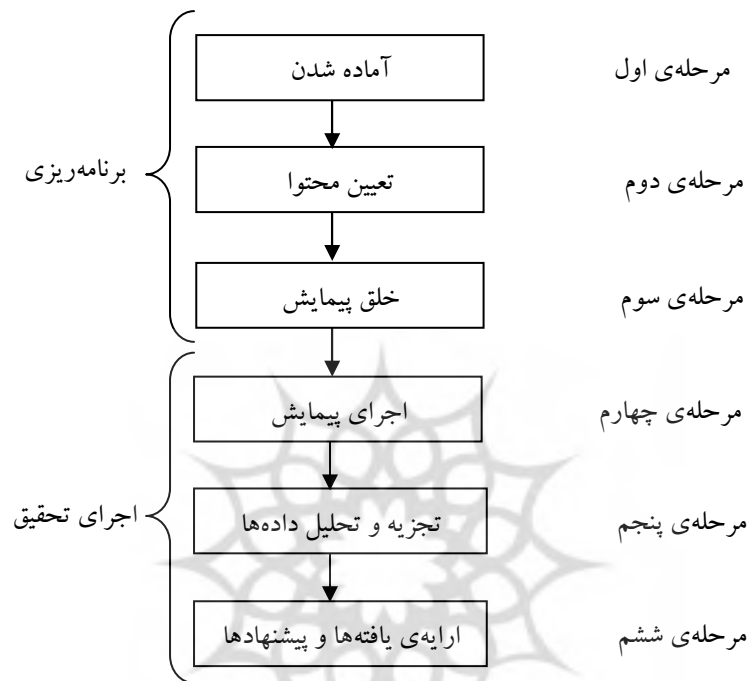 مرحله‌ی اول
آماده شدن
مرحله‌ی دوم
تعیین محتوا
برنامه‌ریزی
مرحله‌ی سوم
خلق پیمایش
مرحله‌ی چهارم
اجرای پیمایش
مرحله‌ی پنجم
تجزیه و تحلیل داده‌ها
اجرای تحقیق
مرحله‌ی ششم
ارایه‌ی یافته‌ها و پیشنهادها